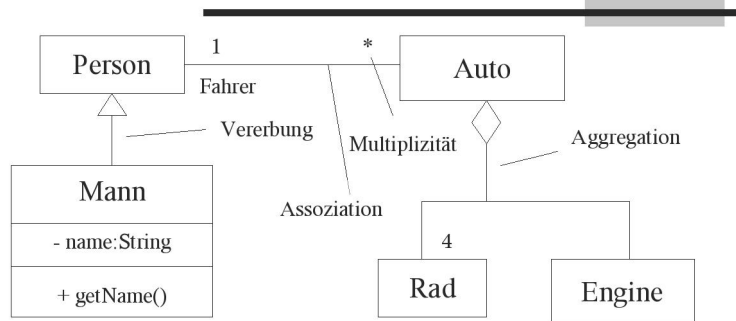 1
*
Person
Auto
Fahrer
Vererbung
Multiplizität
Aggregation
Mann
Assoziation
- name:String
4
+ getName()
Rad
Engine